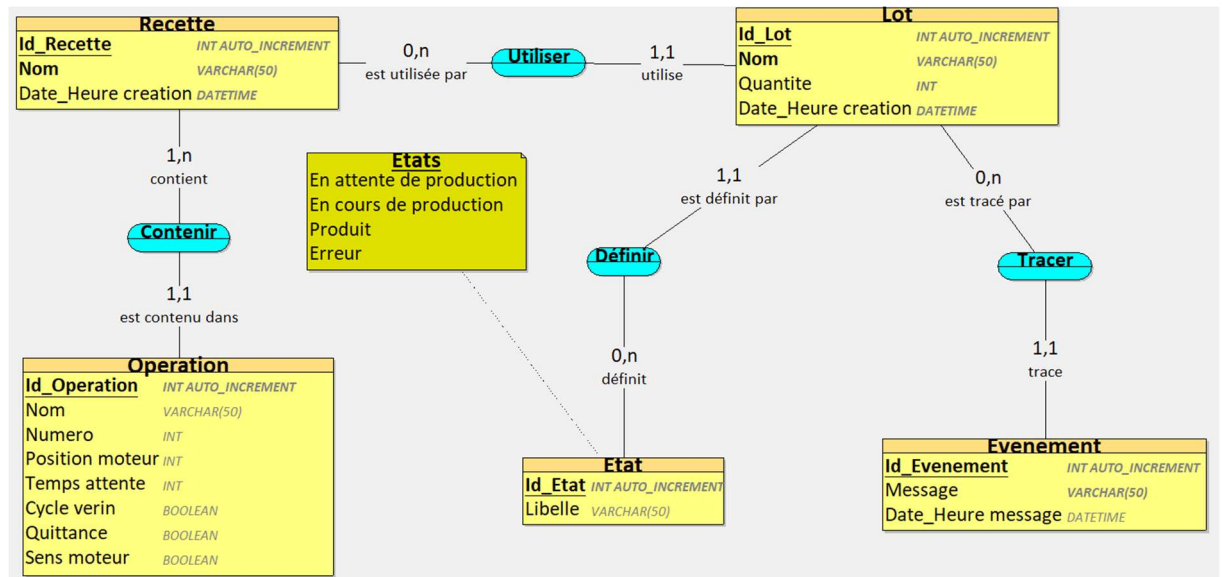 Recette
Id_Recette INT AUTO_INCREMENT
Nom VARCHAR(50)
Date_Heure creation DATETIME
0,n
est utilisée par
Utiliser
1,1
utilise
Lot
Id_Lot INT AUTO_INCREMENT
Nom VARCHAR(50)
Quantite INT
Date_Heure creation DATETIME
1,n
contient
Contenir
1,1
est contenu dans
Etats
En attente de production
En cours de production
Produit
Erreur
1,1
est définit par
Définir
0,n
définit
0,n
est tracé par
Tracer
1,1
trace
Operation
Id_Operation INT AUTO_INCREMENT
Nom VARCHAR(50)
Numero INT
Position moteur INT
Temps attente INT
Cycle verin BOOLEAN
Quittance BOOLEAN
Sens moteur BOOLEAN
Etat
Id_Etat INT AUTO_INCREMENT
Libelle VARCHAR(50)
Evenement
Id_Evenement INT AUTO_INCREMENT
Message VARCHAR(50)
Date_Heure message DATETIME